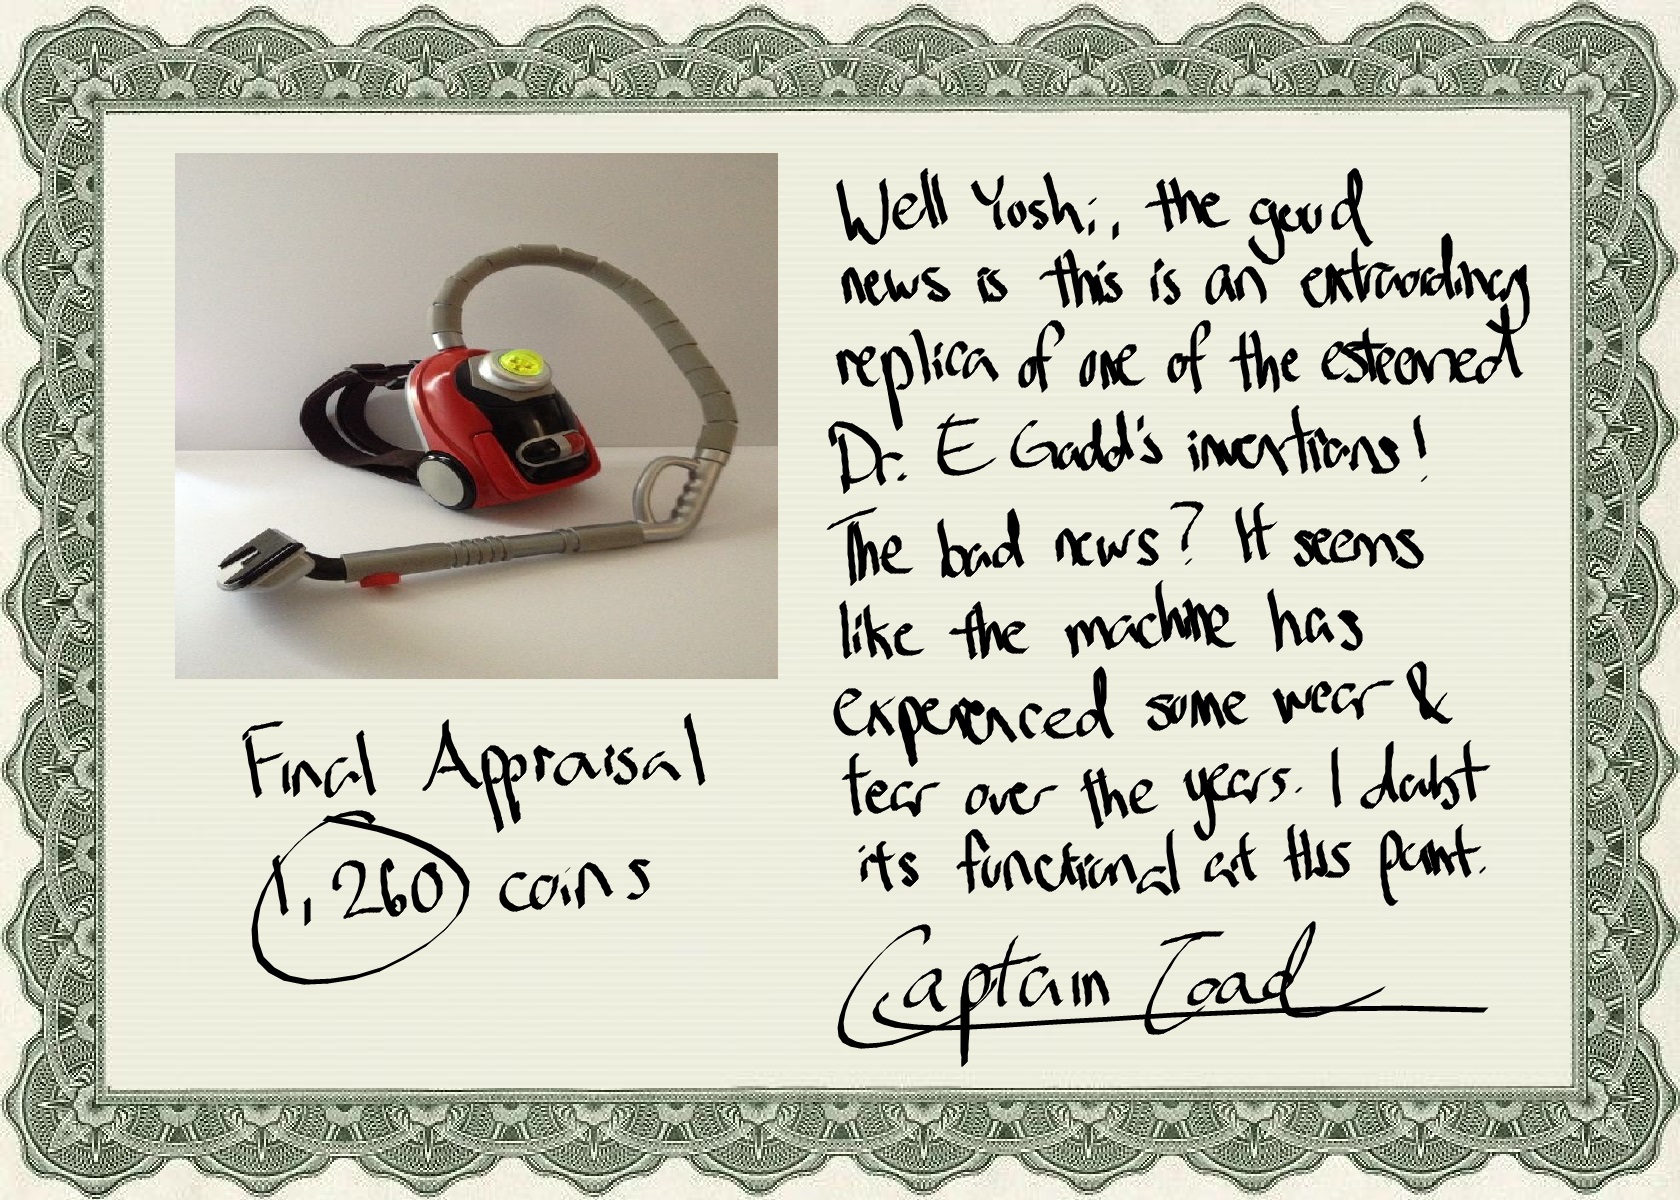 Well Yoshi, the good
news is this is an extraordinary
replica of one of the esteemed
Dr. E Gadd's inventions!
The bad news? It seems
like the machine has
experienced some wear &
tear over the years. I doubt
its functional at this point.
Captain Toad
Final Appraisal
1,260 coins